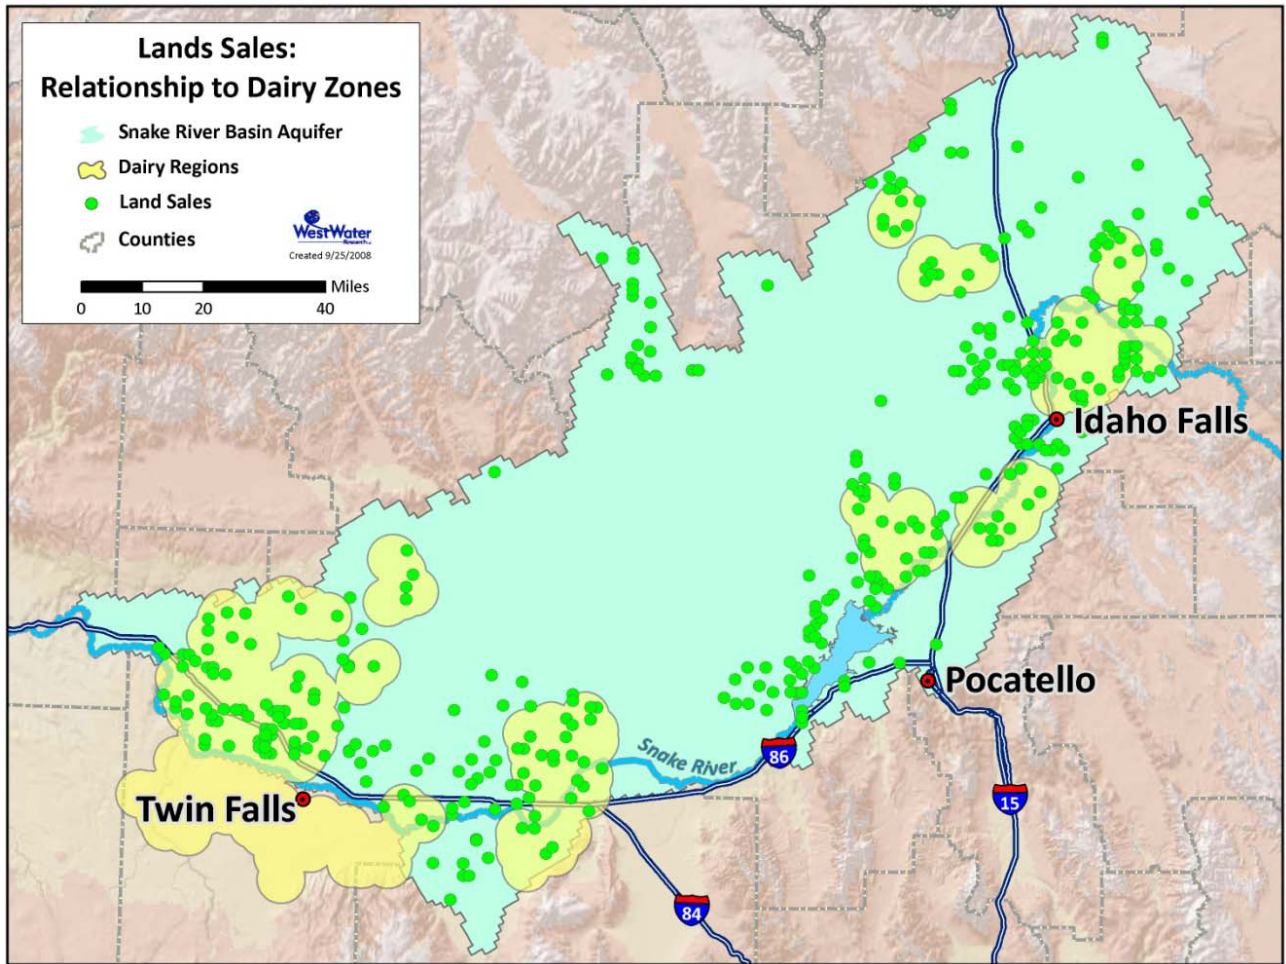 Lands Sales:
Relationship to Dairy Zones
Snake River Basin Aquifer
Dairy Regions
Land Sales
Counties
WestWater
Research
Created 9/25/2008
Miles
0 10 20 40
Idaho Falls
Pocatello
Snake River
86
Twin Falls
15
84